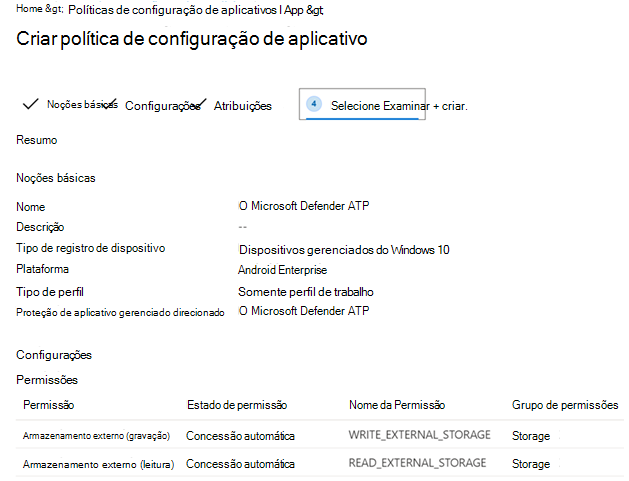 Home &gt; Políticas de configuração de aplicativos | App &gt;
Criar política de configuração de aplicativo
Noções básicas Configurações Atribuições 4 Selecione Examinar + criar.
Resumo
Noções básicas
Nome O Microsoft Defender ATP
Descrição --
Tipo de registro de dispositivo Dispositivos gerenciados do Windows 10
Plataforma Android Enterprise
Tipo de perfil Somente perfil de trabalho
Proteção de aplicativo gerenciado direcionado O Microsoft Defender ATP
Configurações
Permissões
Permissão Estado de permissão Nome da Permissão Grupo de permissões
Armazenamento externo (gravação) Concessão automática WRITE_EXTERNAL_STORAGE Storage
Armazenamento externo (leitura) Concessão automática READ_EXTERNAL_STORAGE Storage